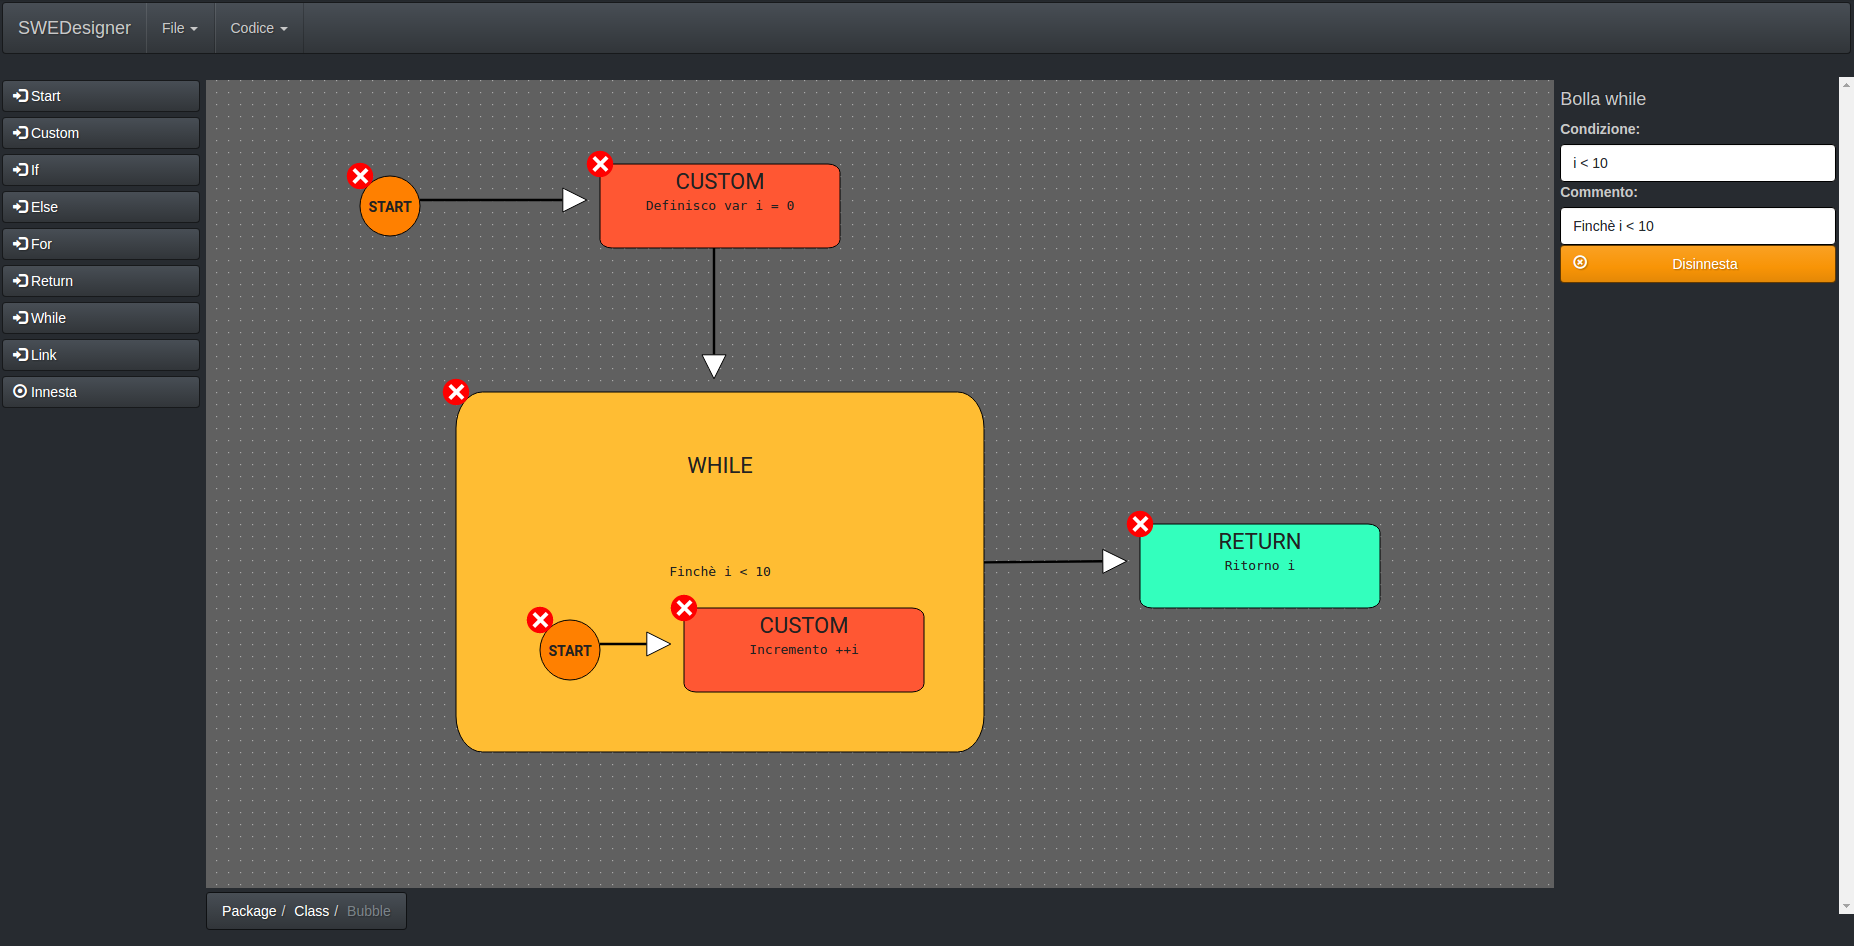 SWEDesigner File Codice
Start
Custom
If
Else
For
Return
While
Link
Innesta
START
CUSTOM
Definisco var i = 0
WHILE
Finchè i < 10
START
CUSTOM
Incremento ++i
RETURN
Ritorno i
Bolla while
Condizione:
i < 10
Commento:
Finchè i < 10
Disinnesta
Package / Class / Bubble